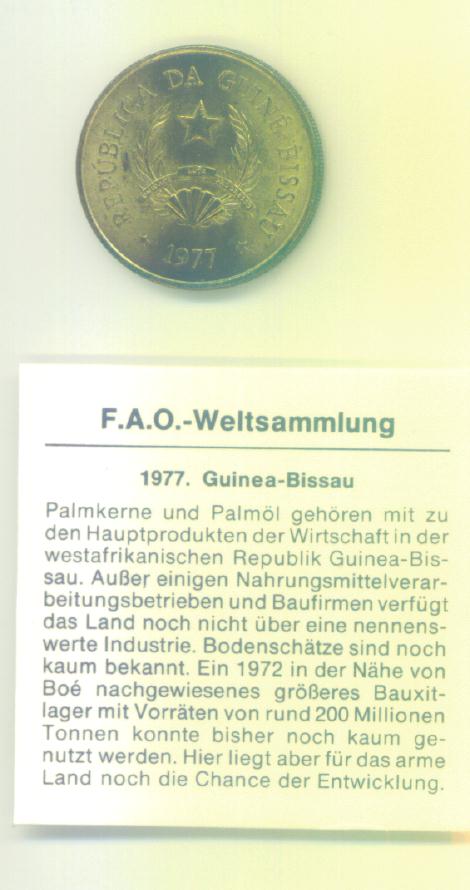 REPÚBLICA DA GUINÉ-BISSAU
1977
F.A.O.-Weltsammlung
1977. Guinea-Bissau
Palmkerne und Palmöl gehören mit zu
den Hauptprodukten der Wirtschaft in der
westafrikanischen Republik Guinea-Bis-
sau. Außer einigen Nahrungsmittelverar-
beitungsbetrieben und Baufirmen verfügt
das Land noch nicht über eine nennens-
werte Industrie. Bodenschätze sind noch
kaum bekannt. Ein 1972 in der Nähe von
Boé nachgewiesenes größeres Bauxit-
lager mit Vorräten von rund 200 Millionen
Tonnen konnte bisher noch kaum ge-
nutzt werden. Hier liegt aber für das arme
Land noch die Chance der Entwicklung.